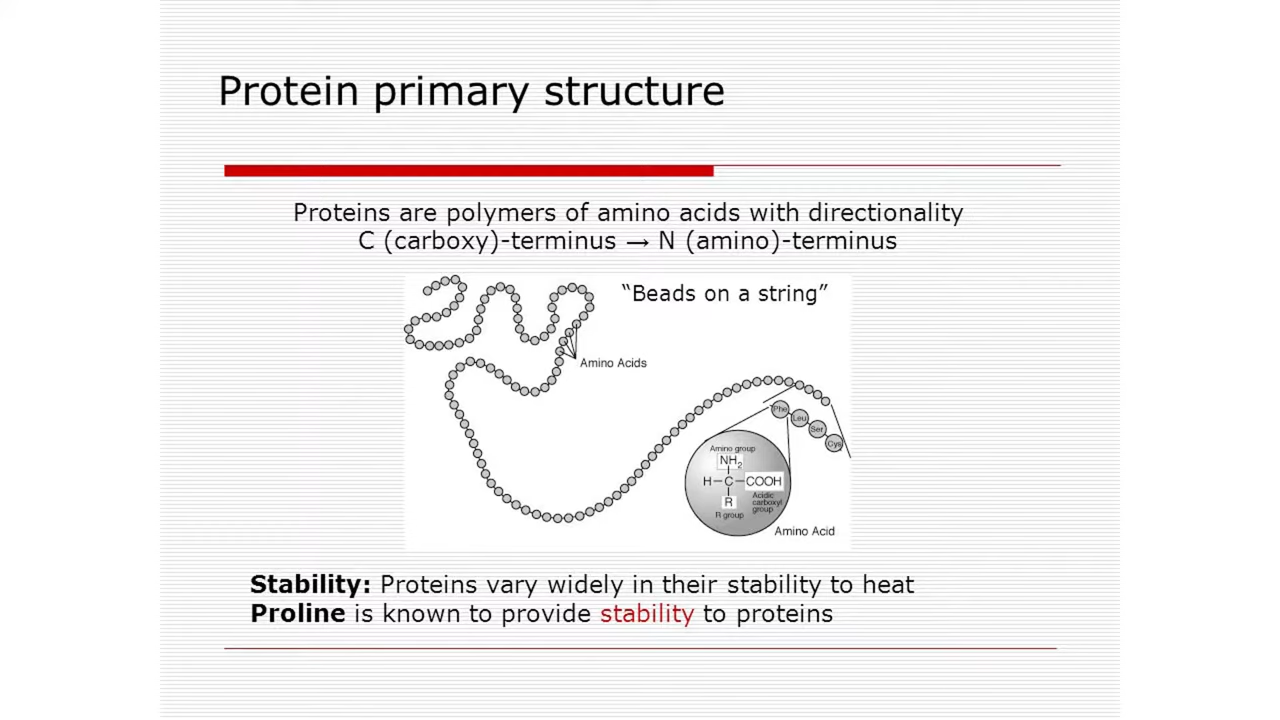 Protein primary structure
Proteins are polymers of amino acids with directionality
C (carboxy)-terminus → N (amino)-terminus
“Beads on a string”
Amino Acids
Phe
Leu
Ser
Cys
Amino group
NH2
H–C–COOH
R
Acidic
carboxyl
group
R group
Amino Acid
Stability: Proteins vary widely in their stability to heat
Proline is known to provide stability to proteins